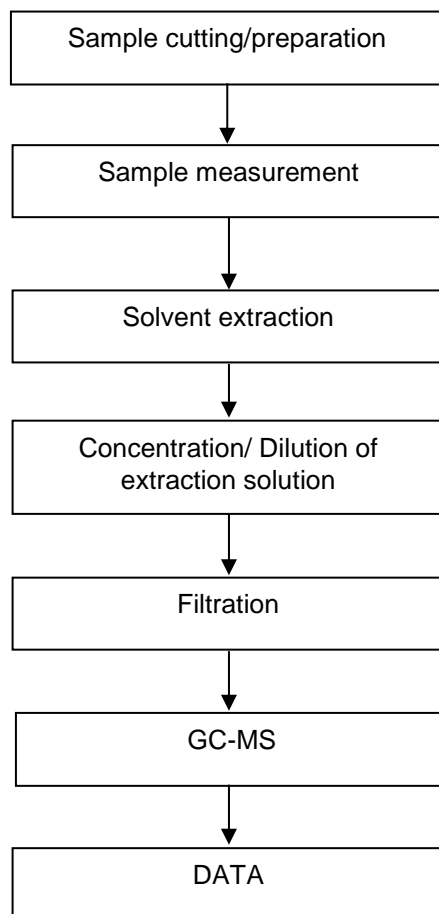 Sample cutting/preparation
Sample measurement
Solvent extraction
Concentration/ Dilution of
extraction solution
Filtration
GC-MS
DATA